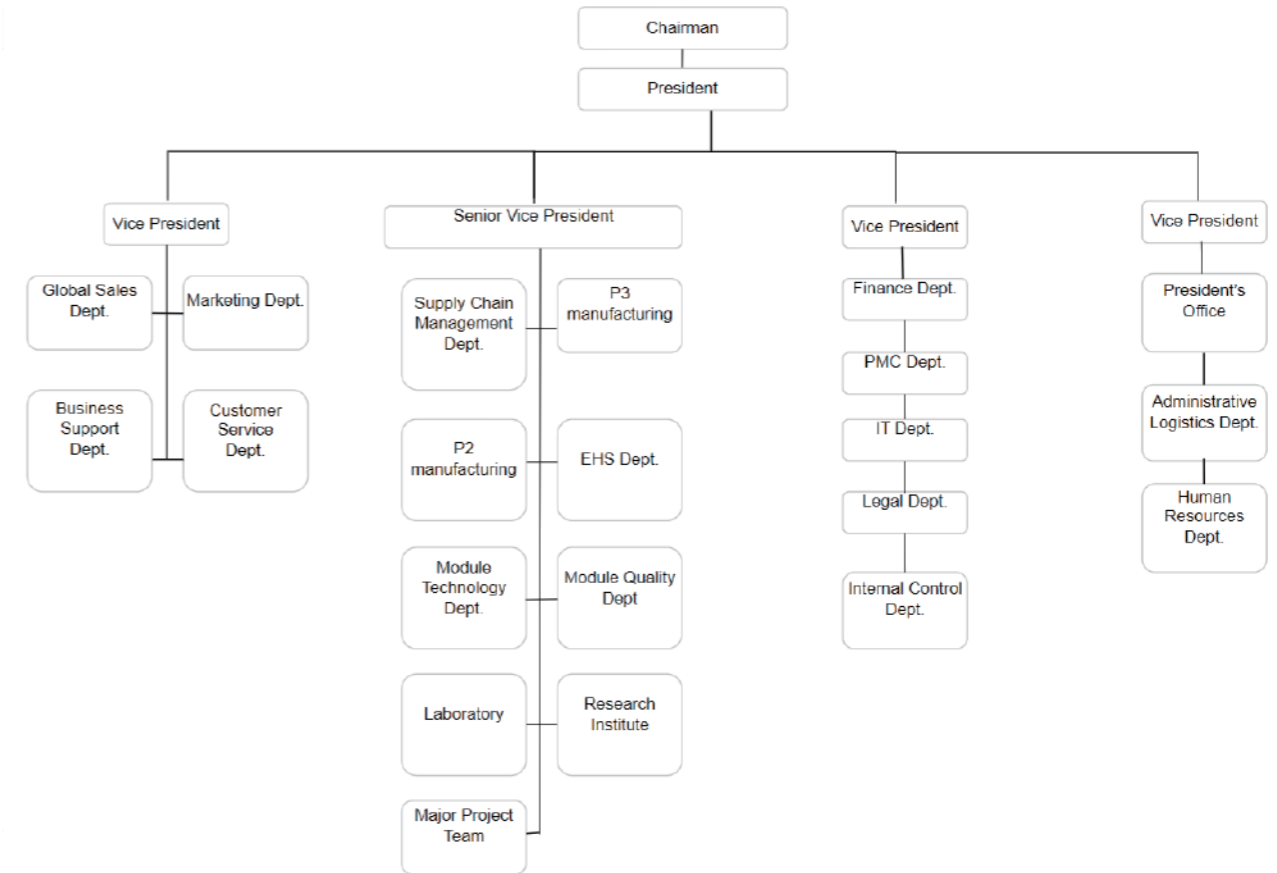 Chairman
President
Vice President
Senior Vice President
Vice President
Vice President
Global Sales
Dept.
Marketing Dept.
Business
Support
Dept.
Customer
Service
Dept.
Supply Chain
Management
Dept.
P3
manufacturing
P2
manufacturing
EHS Dept.
Module
Technology
Dept.
Module Quality
Dept
Laboratory
Research
Institute
Major Project
Team
Finance Dept.
PMC Dept.
IT Dept.
Legal Dept.
Internal Control
Dept.
President's
Office
Administrative
Logistics Dept.
Human
Resources
Dept.